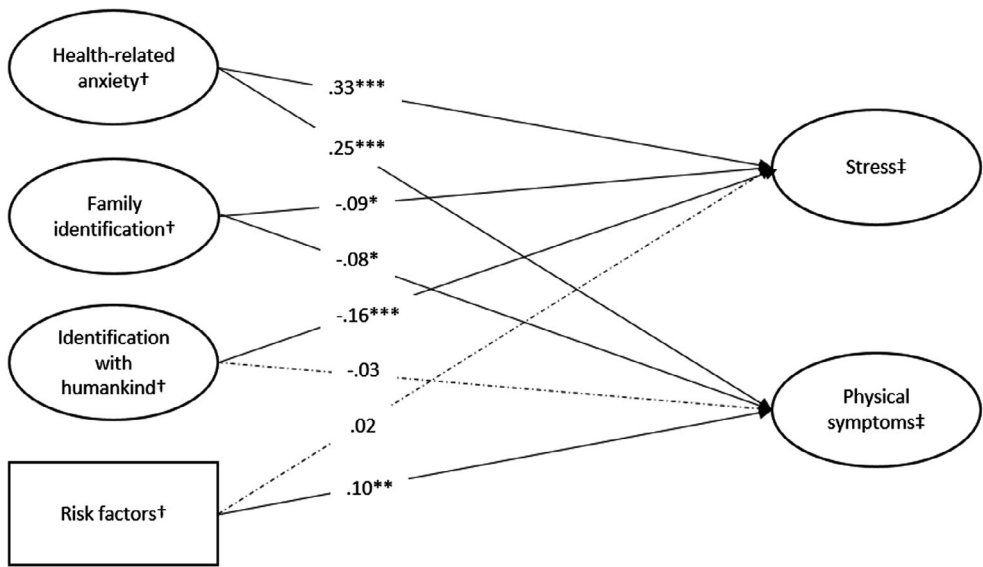 Health-related
anxiety†
Family
identification†
Identification
with
humankind†
Risk factors†
.33***
.25***
-.09*
-.08*
-.16***
-.03
.02
.10**
Stress‡
Physical
symptoms‡